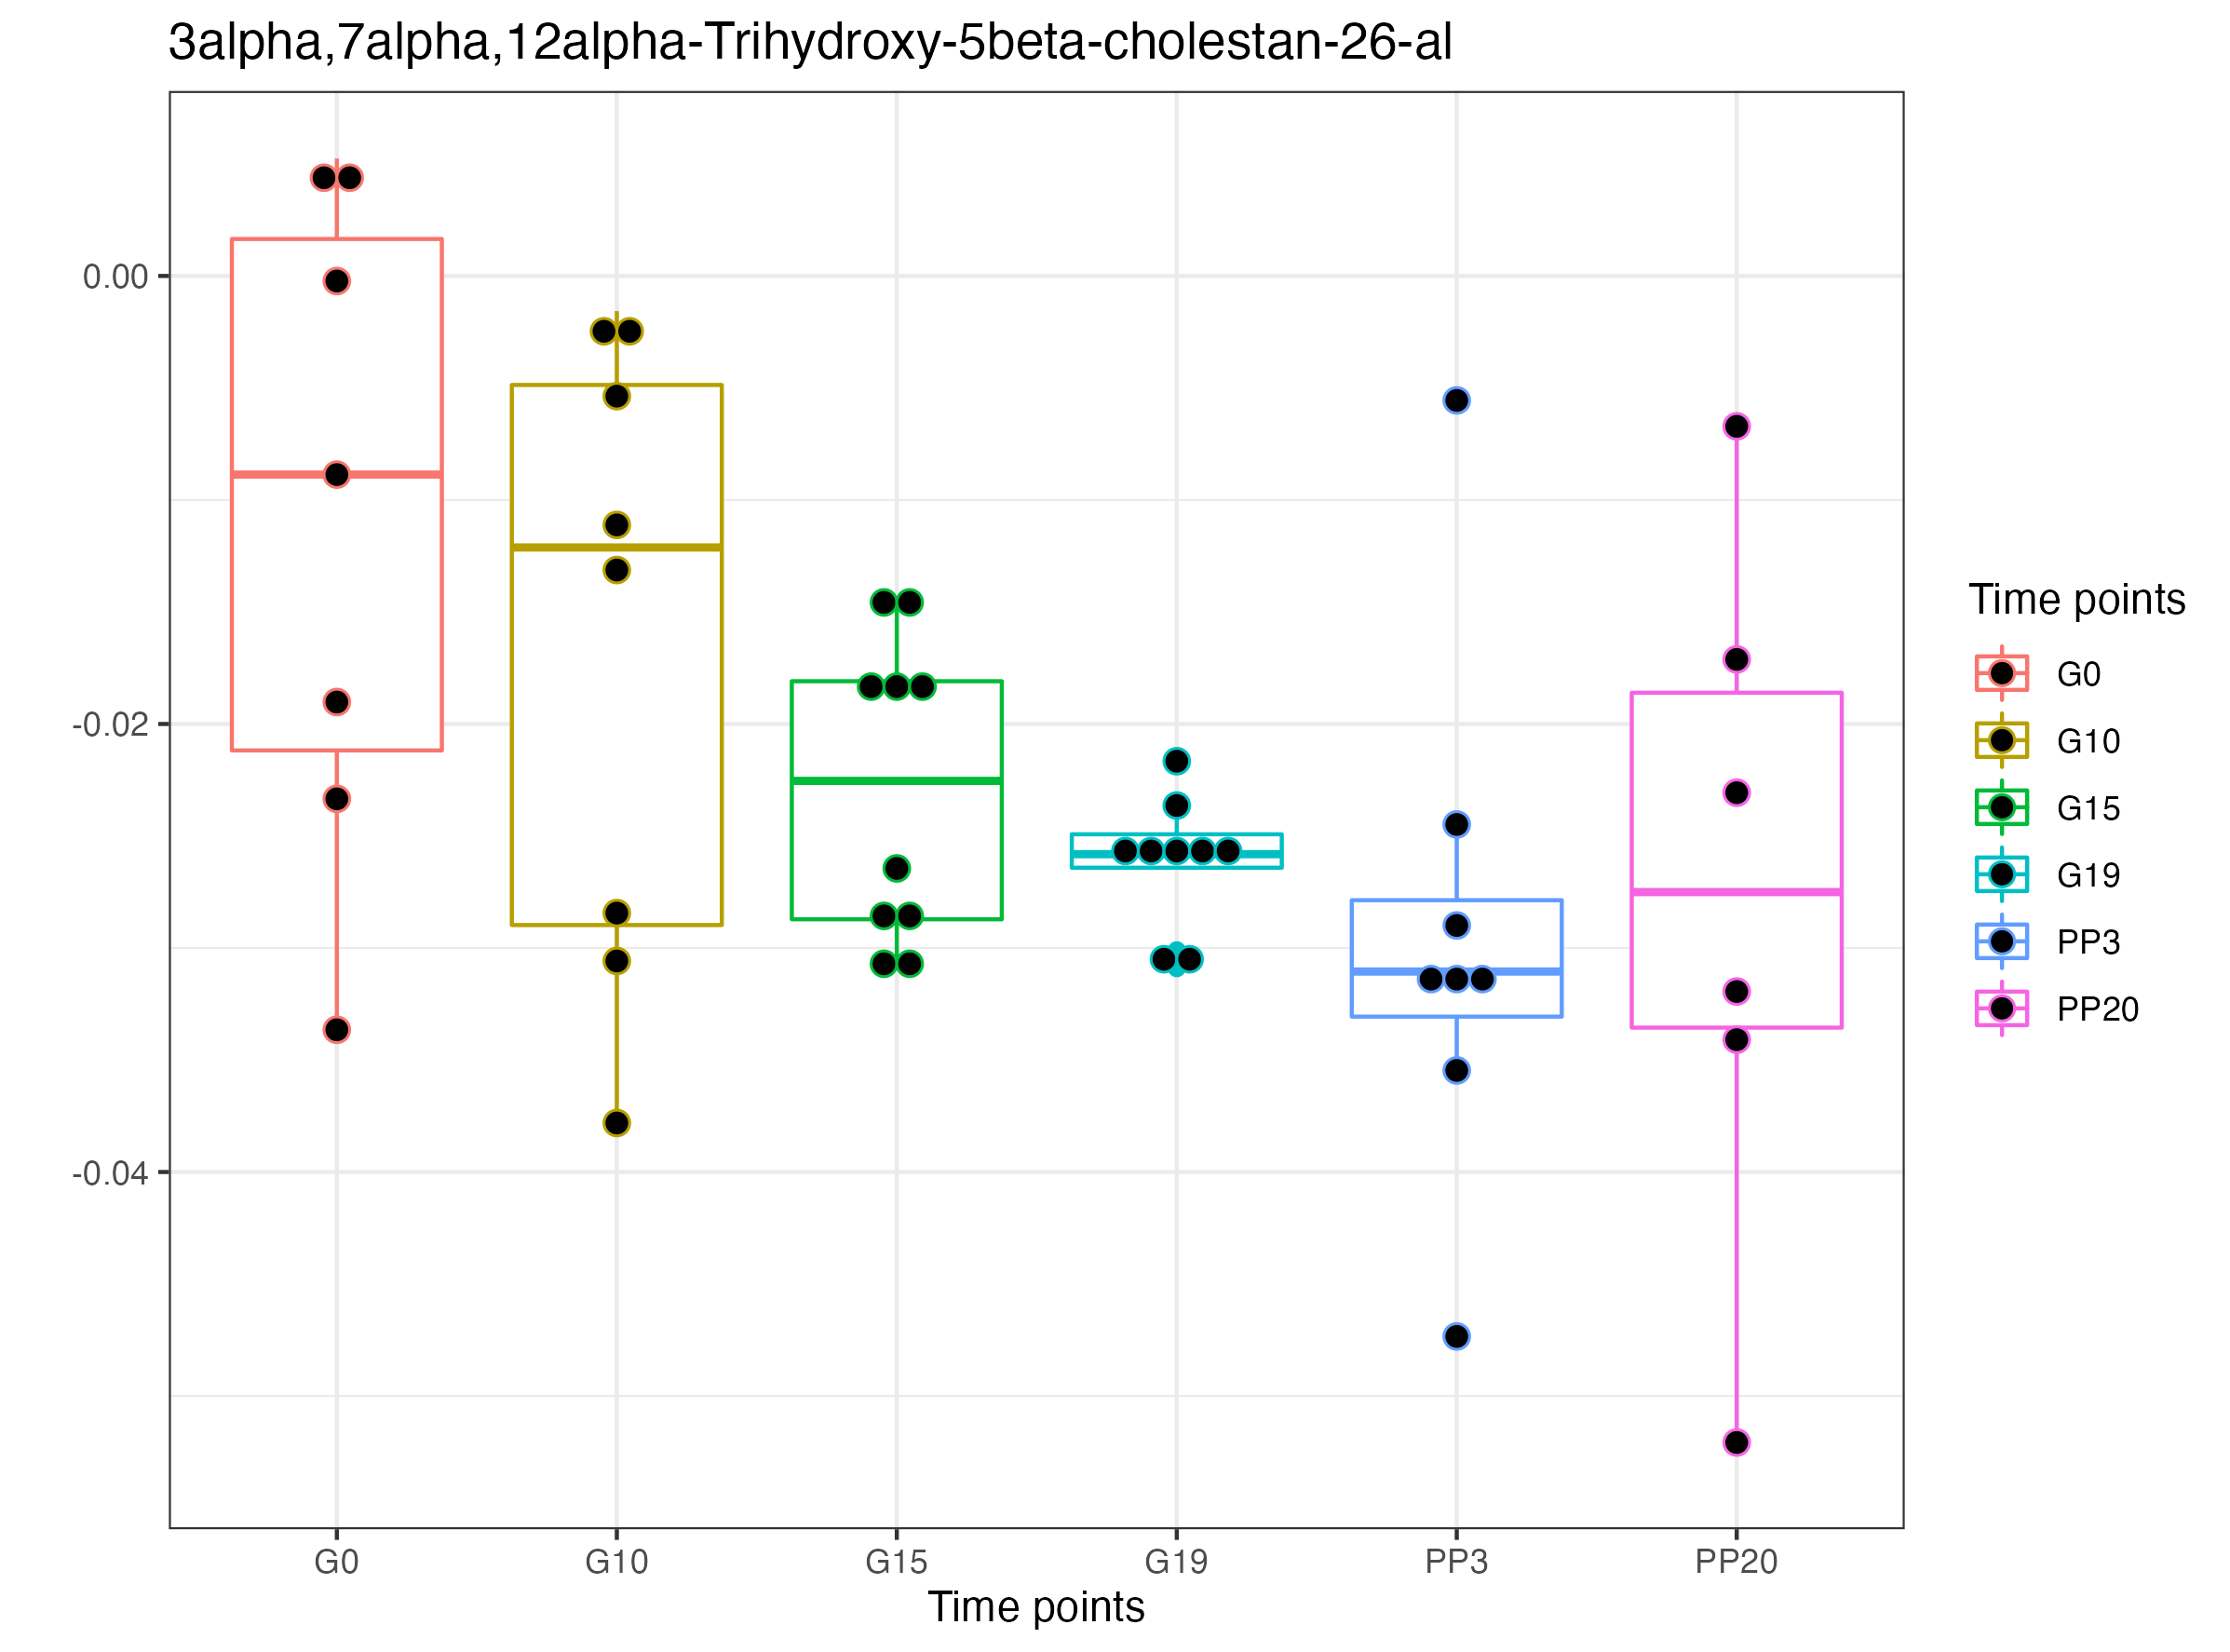 3alpha,7alpha,12alpha-Trihydroxy-5beta-cholestan-26-al
0.00
-0.02
-0.04
G0 G10 G15 G19 PP3 PP20
Time points
Time points
G0
G10
G15
G19
PP3
PP20